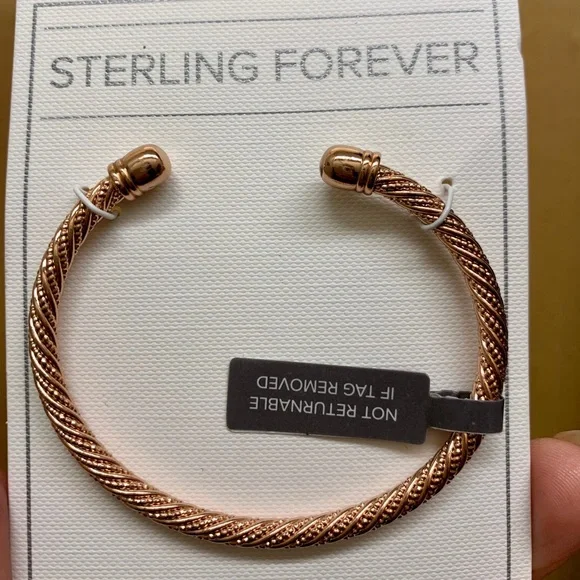 STERLING FOREVER
NOT RETURNABLE
IF TAG REMOVED